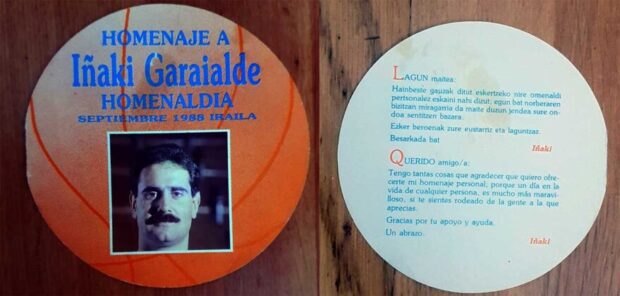 HOMENAJE A
Iñaki Garaialde
HOMENALDIA
SEPTIEMBRE 1988 IRAILA
LAGUN maitea:
Hainbeste gauzak ditut eskertzeko nire omenaldi
pertsonalez eskaini nahi dizut; egun bat norberaren
bizitzan miragarria da maite duzun jendea sure on-
doa sentitzen bazara.
Ezker beroenak zure eustarriz eta laguntzaz.
Besarkada bat
Iñaki
QUERIDO amigo/a:
Tengo tantas cosas que agradecer que quiero ofre-
certe mi homenaje personal, porque un día en la
vida de cualquier persona, es mucho más maravi-
lloso, si te sientes rodeado de la gente a la que
aprecias.
Gracias por tu apoyo y ayuda.
Un abrazo.
Iñaki